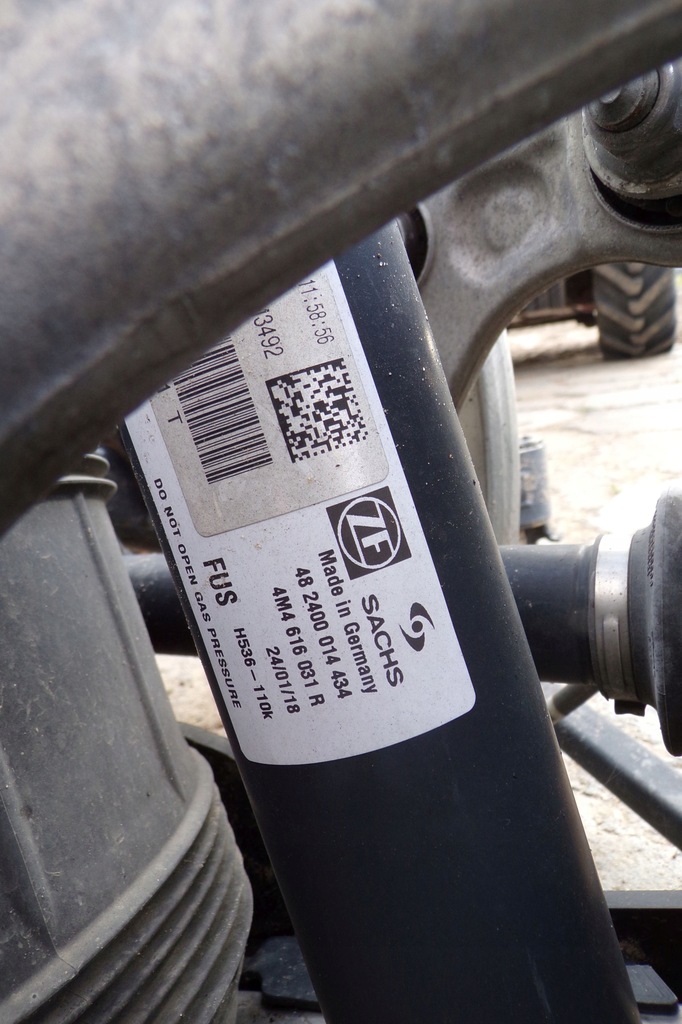 11:58:56
3492
T
ZF
SACHS
Made in Germany
48 2400 014 434
4M4 616 031 R
24/01/18
FUS H536-110k
DO NOT OPEN GAS PRESSURE